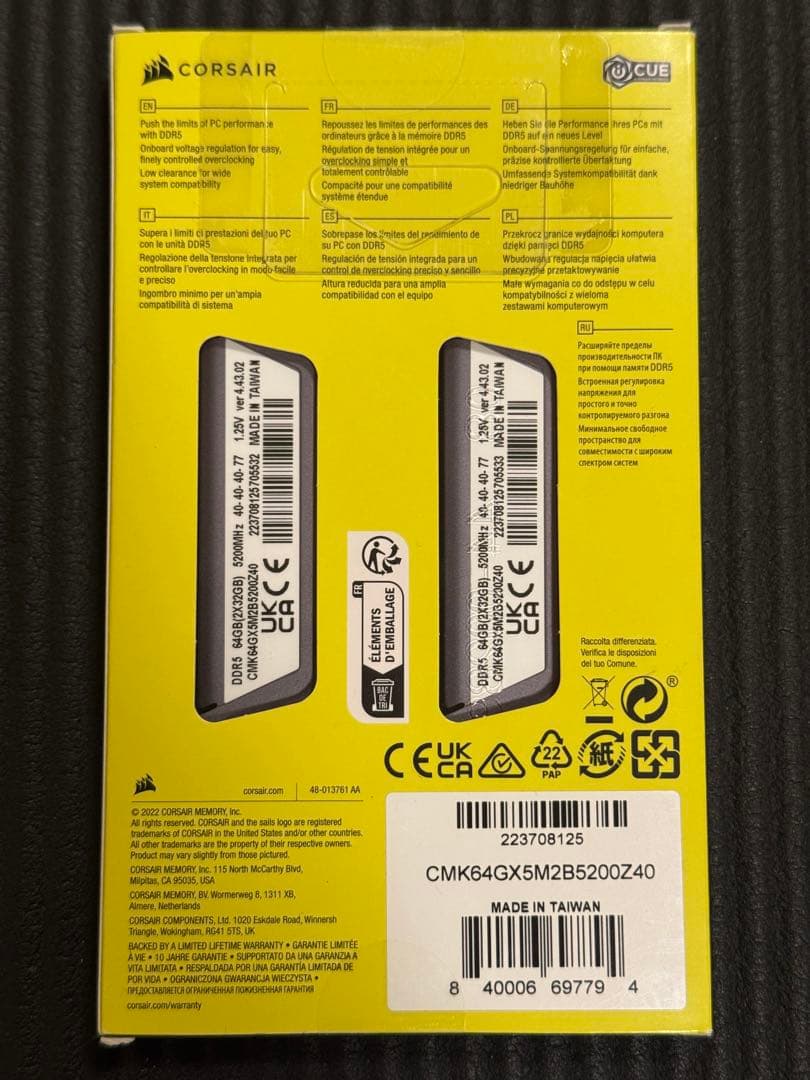 CORSAIR
iCUE
EN
Push the limits of PC performance
with DDR5
Onboard voltage regulation for easy,
finely controlled overclocking
Low clearance for wide
system compatibility
FR
Repoussez les limites de performances des
ordinateurs grâce à la mémoire DDR5
Régulation de tension intégrée pour un
overclocking simple et
totalement contrôlable
Compacité pour une compatibilité
système étendue
DE
Heben Sie die Performance Ihres PCs mit
DDR5 auf ein neues Level
Onboard-Spannungsregelung für einfache,
präzise kontrollierte Übertaktung
Umfassende Systemkompatibilität dank
niedriger Bauhöhe
IT
Supera i limiti di prestazioni del tuo PC
con le unità DDR5
Regolazione della tensione integrata per
controllare l'overclocking in modo facile
e preciso
Ingombro minimo per un'ampia
compatibilità di sistema
ES
Sobrepase los límites del rendimiento de
su PC con DDR5
Regulación de tensión integrada para un
control de overclocking preciso y sencillo
Altura reducida para una amplia
compatibilidad con el equipo
PL
Przekrocz granice wydajności komputera
dzięki pamięci DDR5
Wbudowana regulacja napięcia ułatwia
precyzyjne przetaktowywanie
Małe wymagania co do odstępu w celu
kompatybilności z wieloma
zestawami komputerowym
RU
Расширяйте пределы
производительности ПК
при помощи памяти DDR5
Встроенная регулировка
напряжения для
простого и точно
контролируемого разгона
Минимальное свободное
пространство для
совместимости с широким
спектром систем
DDR5 64GB(2X32GB) 5200MHz 40-40-40-77 1.25V ver 4.43.02
CMK64GX5M2B5200Z40 223708125705532 MADE IN TAIWAN
UK
CA CE
DDR5 64GB(2X32GB) 5200MHz 40-40-40-77 1.25V ver 4.43.02
CMK64GX5M2B5200Z40 223708125705533 MADE IN TAIWAN
UK
CA CE
FR
ÉLÉMENTS
D'EMBALLAGE
BAC
DE
TRI
Raccolta differenziata.
Verifica le disposizioni
del tuo Comune.
®
CE UK
CA
22
PAP
紙
corsair.com
48-013761 AA
© 2022 CORSAIR MEMORY, Inc.
All rights reserved. CORSAIR and the sails logo are registered
trademarks of CORSAIR in the United States and/or other countries.
All other trademarks are the property of their respective owners.
Product may vary slightly from those pictured.
CORSAIR MEMORY, Inc. 115 North McCarthy Blvd,
Milpitas, CA 95035, USA
CORSAIR MEMORY, BV. Wormerweg 8, 1311 XB,
Almere, Netherlands
CORSAIR COMPONENTS, Ltd. 1020 Eskdale Road, Winnersh
Triangle, Wokingham, RG41 5TS, UK
BACKED BY A LIMITED LIFETIME WARRANTY • GARANTIE LIMITÉE
À VIE • 10 JAHRE GARANTIE • SUPPORTATO DA UNA GARANZIA A
VITA LIMITATA • RESPALDADA POR UNA GARANTÍA LIMITADA DE
POR VIDA • OGRANICZONA GWARANCJA WIECZYSTA •
ПРЕДОСТАВЛЯЕТСЯ ОГРАНИЧЕННАЯ ПОЖИЗНЕННАЯ ГАРАНТИЯ
corsair.com/warranty
223708125
CMK64GX5M2B5200Z40
MADE IN TAIWAN
8 40006 69779 4